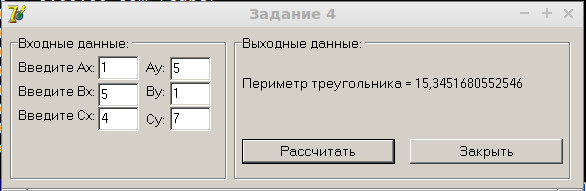 Задание 4
Входные данные:
Введите Ax: 1 Ay: 5
Введите Bx: 5 By: 1
Введите Cx: 4 Cy: 7
Выходные данные:
Периметр треугольника = 15,3451680552546
Рассчитать Закрыть